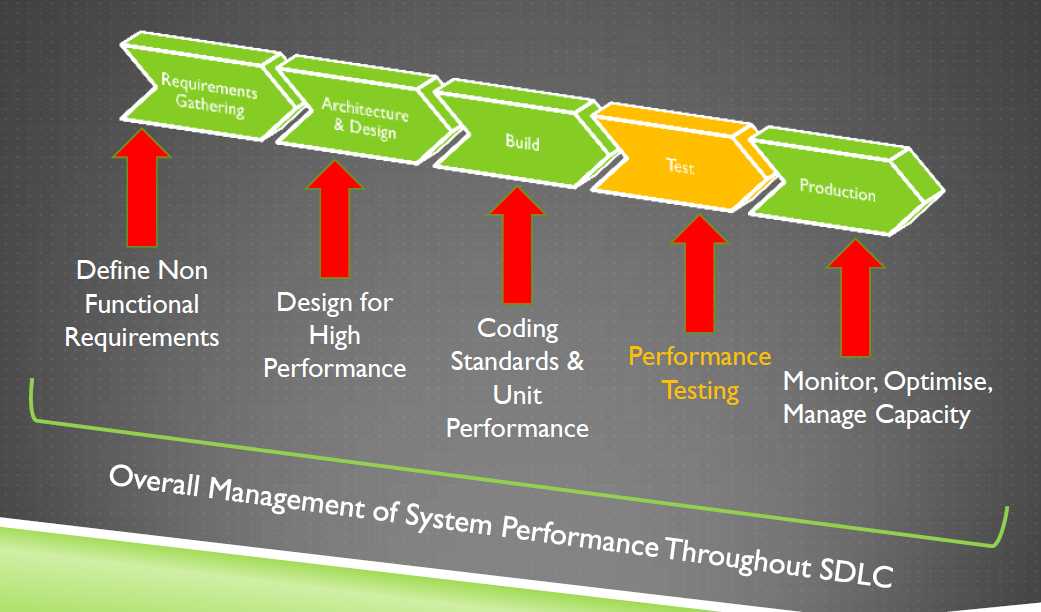 Requirements
Gathering
Architecture
& Design
Build
Test
Production
Define Non
Functional
Requirements
Design for
High
Performance
Coding
Standards &
Unit
Performance
Performance
Testing
Monitor, Optimise,
Manage Capacity
Overall Management of System Performance Throughout SDLC